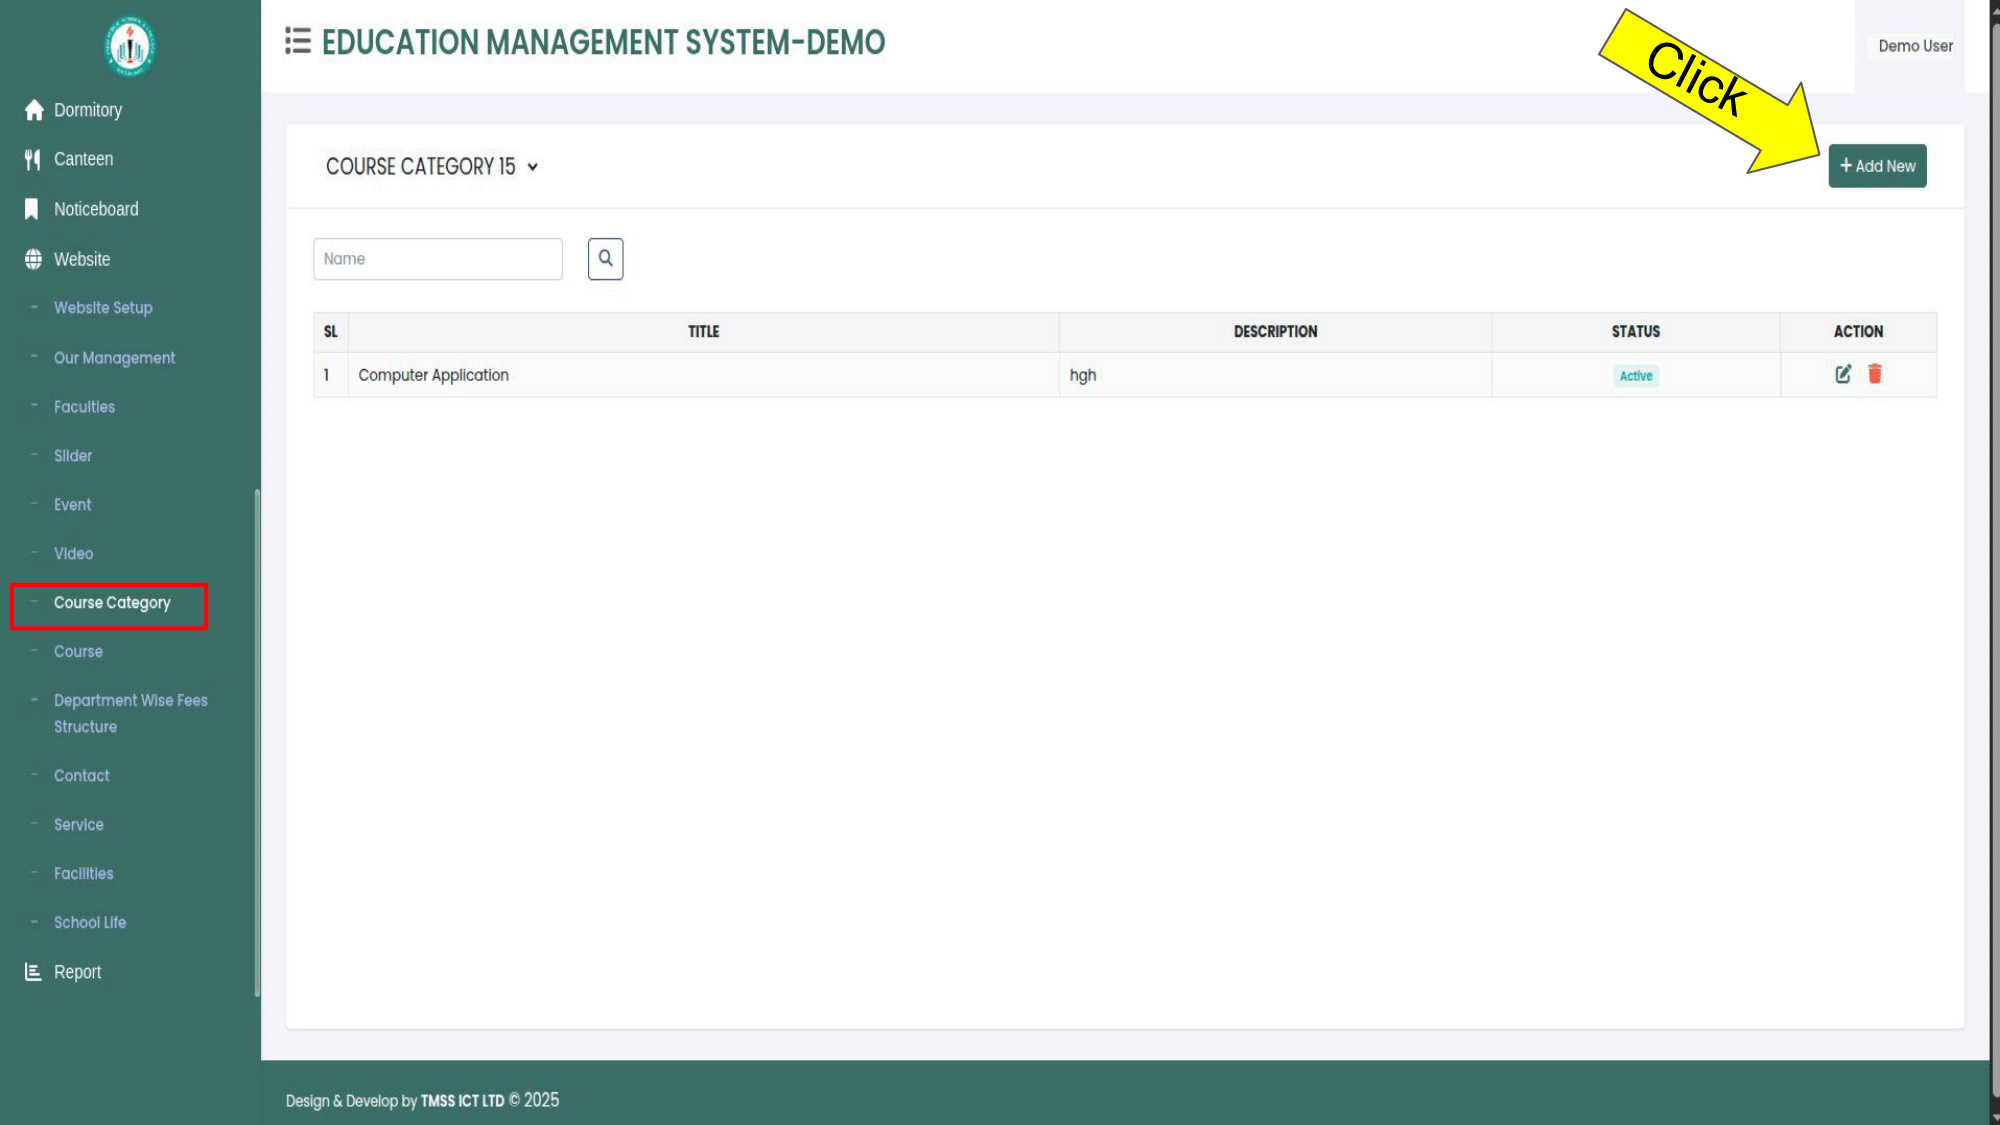 EDUCATION MANAGEMENT SYSTEM-DEMO
Demo User
Click
Dormitory
Canteen
Noticeboard
Website
- Website Setup
- Our Management
- Faculties
- Slider
- Event
- Video
- Course Category
- Course
- Department Wise Fees
Structure
- Contact
- Service
- Facilities
- School Life
Report
COURSE CATEGORY 15
+ Add New
Name
SL TITLE DESCRIPTION STATUS ACTION
1 Computer Application hgh Active
Design & Develop by TMSS ICT LTD © 2025